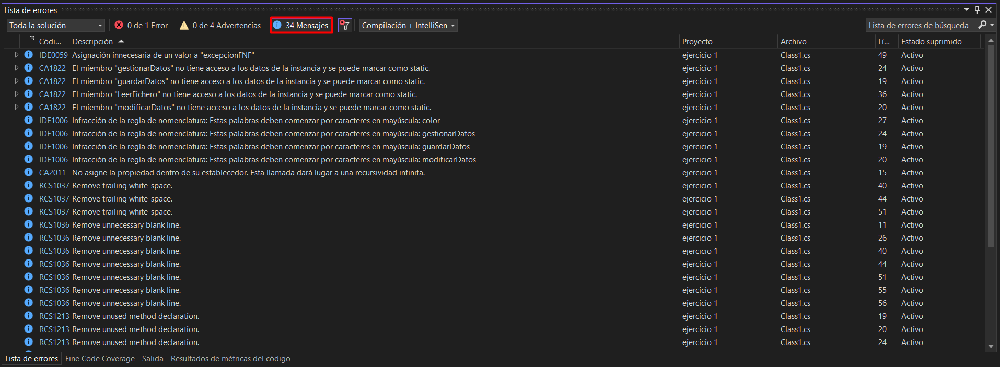 Lista de errores
Toda la solución 0 de 1 Error 0 de 4 Advertencias 34 Mensajes Compilación + IntelliSen Lista de errores de búsqueda
Códi... Descripción Proyecto Archivo Lí... Estado suprimido
IDE0059 Asignación innecesaria de un valor a "excepcionFNF" ejercicio 1 Class1.cs 49 Activo
CA1822 El miembro "gestionarDatos" no tiene acceso a los datos de la instancia y se puede marcar como static. ejercicio 1 Class1.cs 24 Activo
CA1822 El miembro "guardarDatos" no tiene acceso a los datos de la instancia y se puede marcar como static. ejercicio 1 Class1.cs 19 Activo
CA1822 El miembro "LeerFichero" no tiene acceso a los datos de la instancia y se puede marcar como static. ejercicio 1 Class1.cs 36 Activo
CA1822 El miembro "modificarDatos" no tiene acceso a los datos de la instancia y se puede marcar como static. ejercicio 1 Class1.cs 20 Activo
IDE1006 Infracción de la regla de nomenclatura: Estas palabras deben comenzar por caracteres en mayúscula: color ejercicio 1 Class1.cs 27 Activo
IDE1006 Infracción de la regla de nomenclatura: Estas palabras deben comenzar por caracteres en mayúscula: gestionarDatos ejercicio 1 Class1.cs 24 Activo
IDE1006 Infracción de la regla de nomenclatura: Estas palabras deben comenzar por caracteres en mayúscula: guardarDatos ejercicio 1 Class1.cs 19 Activo
IDE1006 Infracción de la regla de nomenclatura: Estas palabras deben comenzar por caracteres en mayúscula: modificarDatos ejercicio 1 Class1.cs 20 Activo
CA2011 No asigne la propiedad dentro de su establecedor. Esta llamada dará lugar a una recursividad infinita. ejercicio 1 Class1.cs 15 Activo
RCS1037 Remove trailing white-space. ejercicio 1 Class1.cs 40 Activo
RCS1037 Remove trailing white-space. ejercicio 1 Class1.cs 44 Activo
RCS1037 Remove trailing white-space. ejercicio 1 Class1.cs 51 Activo
RCS1036 Remove unnecessary blank line. ejercicio 1 Class1.cs 11 Activo
RCS1036 Remove unnecessary blank line. ejercicio 1 Class1.cs 26 Activo
RCS1036 Remove unnecessary blank line. ejercicio 1 Class1.cs 40 Activo
RCS1036 Remove unnecessary blank line. ejercicio 1 Class1.cs 44 Activo
RCS1036 Remove unnecessary blank line. ejercicio 1 Class1.cs 51 Activo
RCS1036 Remove unnecessary blank line. ejercicio 1 Class1.cs 55 Activo
RCS1036 Remove unnecessary blank line. ejercicio 1 Class1.cs 56 Activo
RCS1213 Remove unused method declaration. ejercicio 1 Class1.cs 19 Activo
RCS1213 Remove unused method declaration. ejercicio 1 Class1.cs 20 Activo
RCS1213 Remove unused method declaration. ejercicio 1 Class1.cs 24 Activo
Lista de errores Fine Code Coverage Salida Resultados de métricas del código